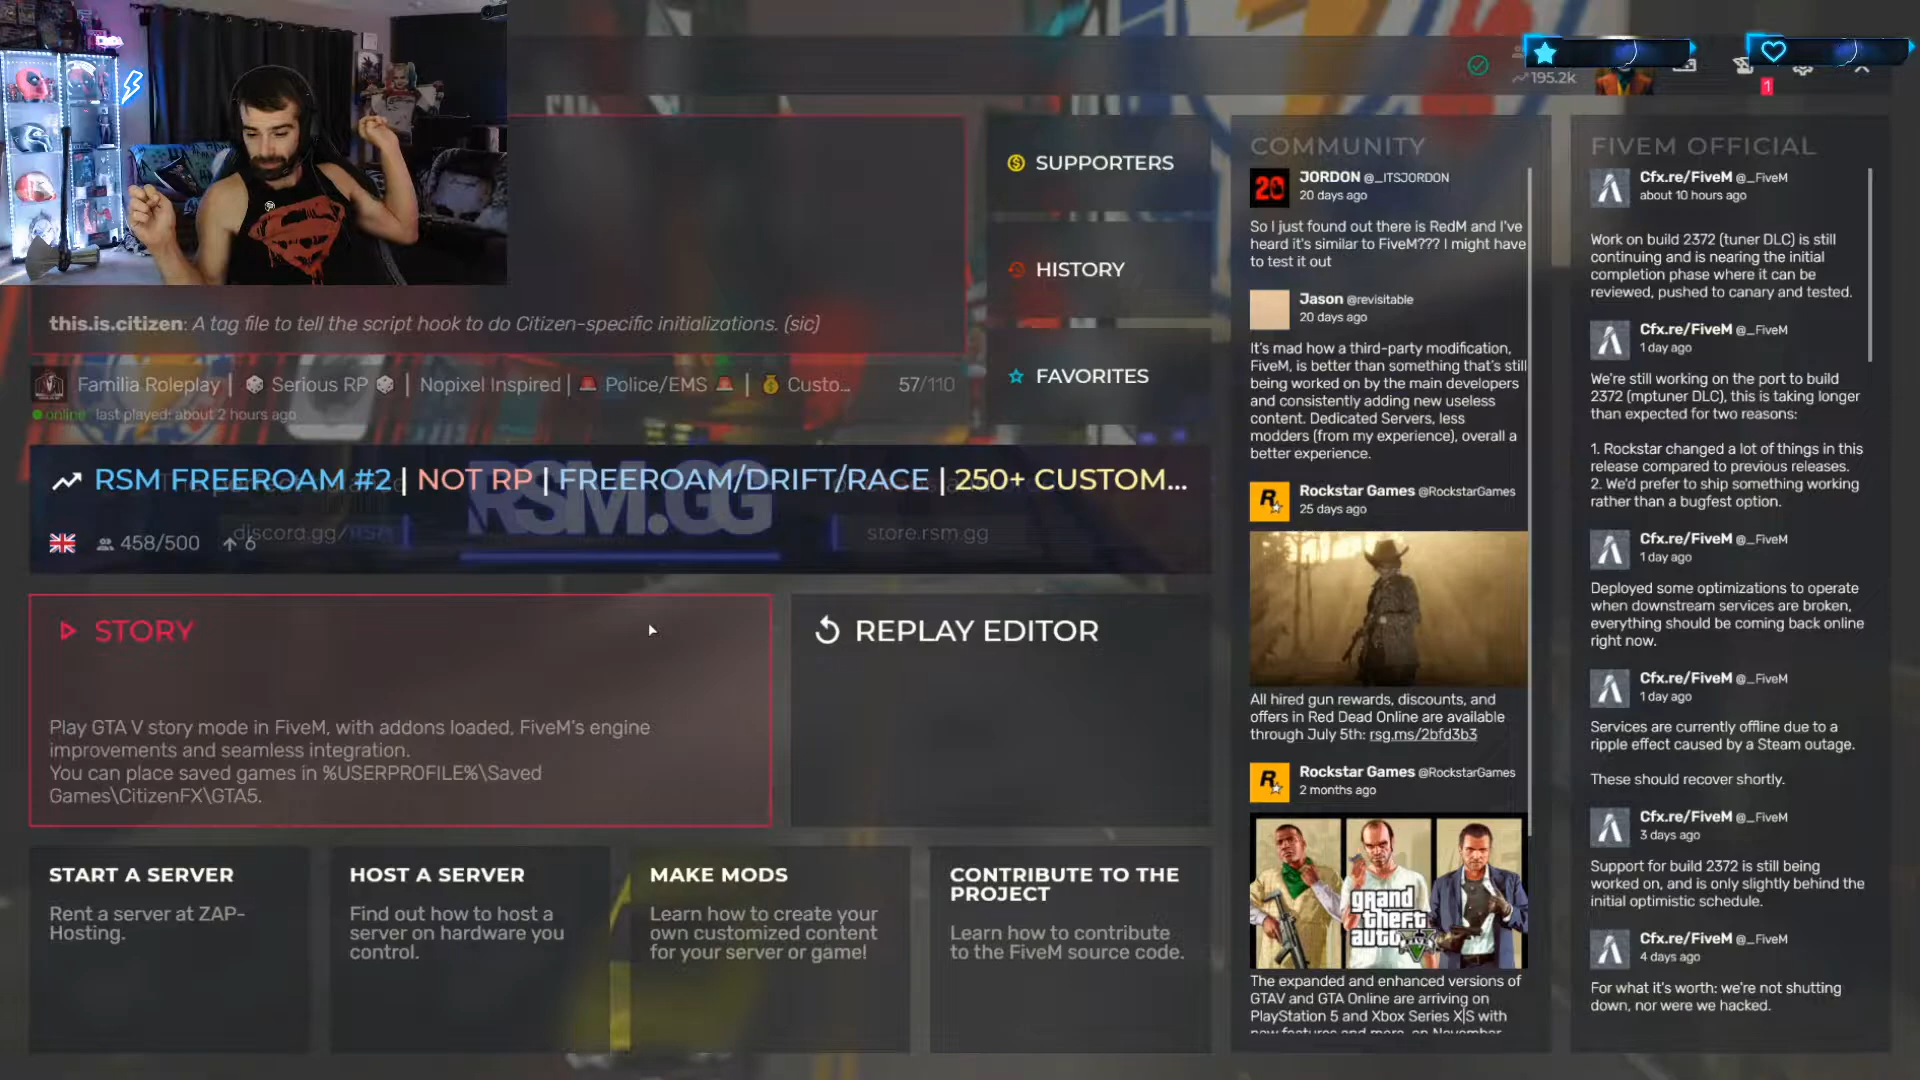 195.2k
1
this.is.citizen: A tag file to tell the script hook to do Citizen-specific initializations. (sic)
Familia Roleplay | Serious RP | Nopixel Inspired | Police/EMS | Custo...
57/110
online last played: about 2 hours ago
RSM FREEROAM #2 | NOT RP | FREEROAM/DRIFT/RACE | 250+ CUSTOM...
RSM.GG
discord.gg/RSM
store.rsm.gg
458/500 6
SUPPORTERS
HISTORY
FAVORITES
STORY
Play GTA V story mode in FiveM, with addons loaded, FiveM's engine
improvements and seamless integration.
You can place saved games in %USERPROFILE%\Saved
Games\CitizenFX\GTA5.
REPLAY EDITOR
START A SERVER
Rent a server at ZAP-
Hosting.
HOST A SERVER
Find out how to host a
server on hardware you
control.
MAKE MODS
Learn how to create your
own customized content
for your server or game!
CONTRIBUTE TO THE
PROJECT
Learn how to contribute
to the FiveM source code.
COMMUNITY
20
JORDON @_ITSJORDON
20 days ago
So I just found out there is RedM and I've
heard it's similar to FiveM??? I might have
to test it out
Jason @revisitable
20 days ago
It's mad how a third-party modification,
FiveM, is better than something that's still
being worked on by the main developers
and consistently adding new useless
content. Dedicated Servers, less
modders (from my experience), overall a
better experience.
Rockstar Games @RockstarGames
25 days ago
All hired gun rewards, discounts, and
offers in Red Dead Online are available
through July 5th: rsg.ms/2bfd3b3
Rockstar Games @RockstarGames
2 months ago
grand
theft
auto
The expanded and enhanced versions of
GTAV and GTA Online are arriving on
PlayStation 5 and Xbox Series X|S with
new features and more, on November
FIVEM OFFICIAL
Cfx.re/FiveM @_FiveM
about 10 hours ago
Work on build 2372 (tuner DLC) is still
continuing and is nearing the initial
completion phase where it can be
reviewed, pushed to canary and tested.
Cfx.re/FiveM @_FiveM
1 day ago
We're still working on the port to build
2372 (mptuner DLC), this is taking longer
than expected for two reasons:
1. Rockstar changed a lot of things in this
release compared to previous releases.
2. We'd prefer to ship something working
rather than a bugfest option.
Cfx.re/FiveM @_FiveM
1 day ago
Deployed some optimizations to operate
when downstream services are broken,
everything should be coming back online
right now.
Cfx.re/FiveM @_FiveM
1 day ago
Services are currently offline due to a
ripple effect caused by a Steam outage.
These should recover shortly.
Cfx.re/FiveM @_FiveM
3 days ago
Support for build 2372 is still being
worked on, and is only slightly behind the
initial optimistic schedule.
Cfx.re/FiveM @_FiveM
4 days ago
For what it's worth: we're not shutting
down, nor were we hacked.